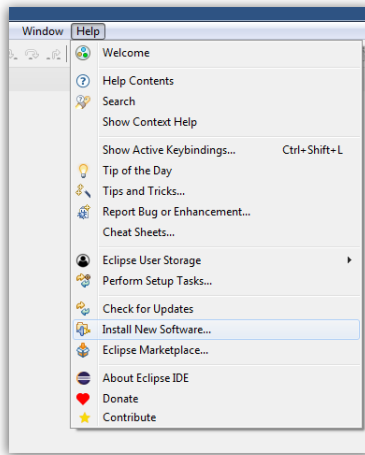 Window Help
Welcome
Help Contents
Search
Show Context Help
Show Active Keybindings... Ctrl+Shift+L
Tip of the Day
Tips and Tricks...
Report Bug or Enhancement...
Cheat Sheets...
Eclipse User Storage
Perform Setup Tasks...
Check for Updates
Install New Software...
Eclipse Marketplace...
About Eclipse IDE
Donate
Contribute